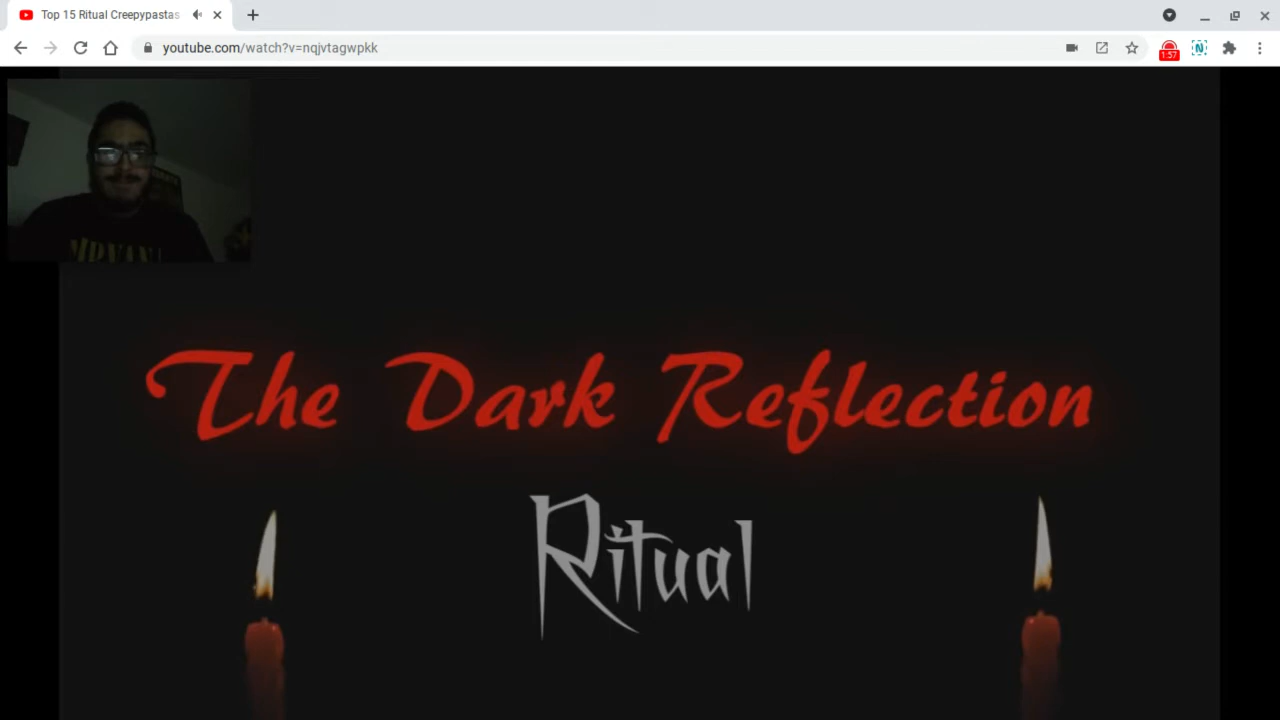 Top 15 Ritual Creepypastas
youtube.com/watch?v=nqjvtagwpkk
1:57
N
The Dark Reflection
Ritual